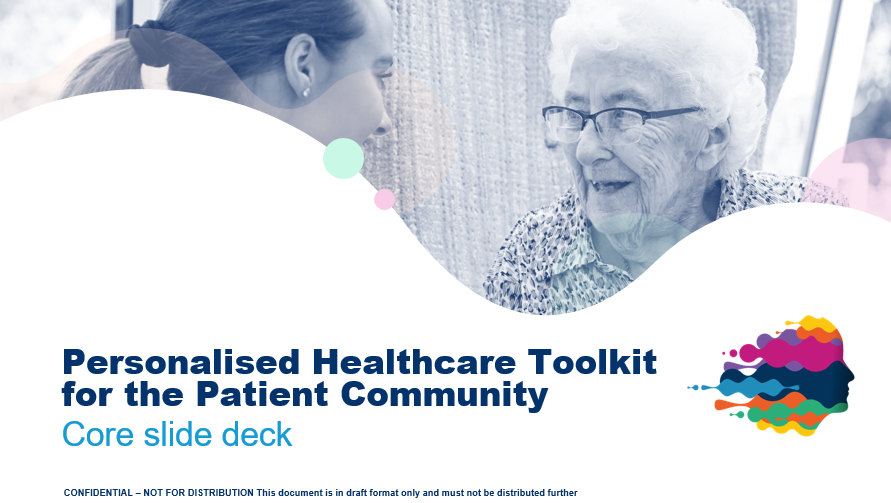 Personalised Healthcare Toolkit
for the Patient Community
Core slide deck
CONFIDENTIAL – NOT FOR DISTRIBUTION This document is in draft format only and must not be distributed further